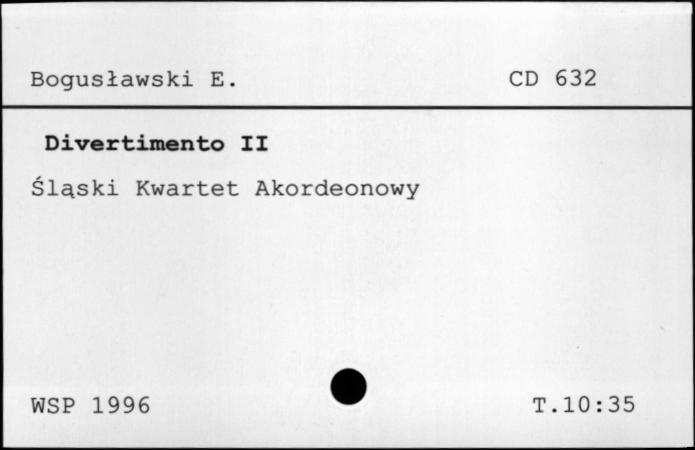 Bogusławski E. CD 632
Divertimento II
Śląski Kwartet Akordeonowy
WSP 1996 T.10:35